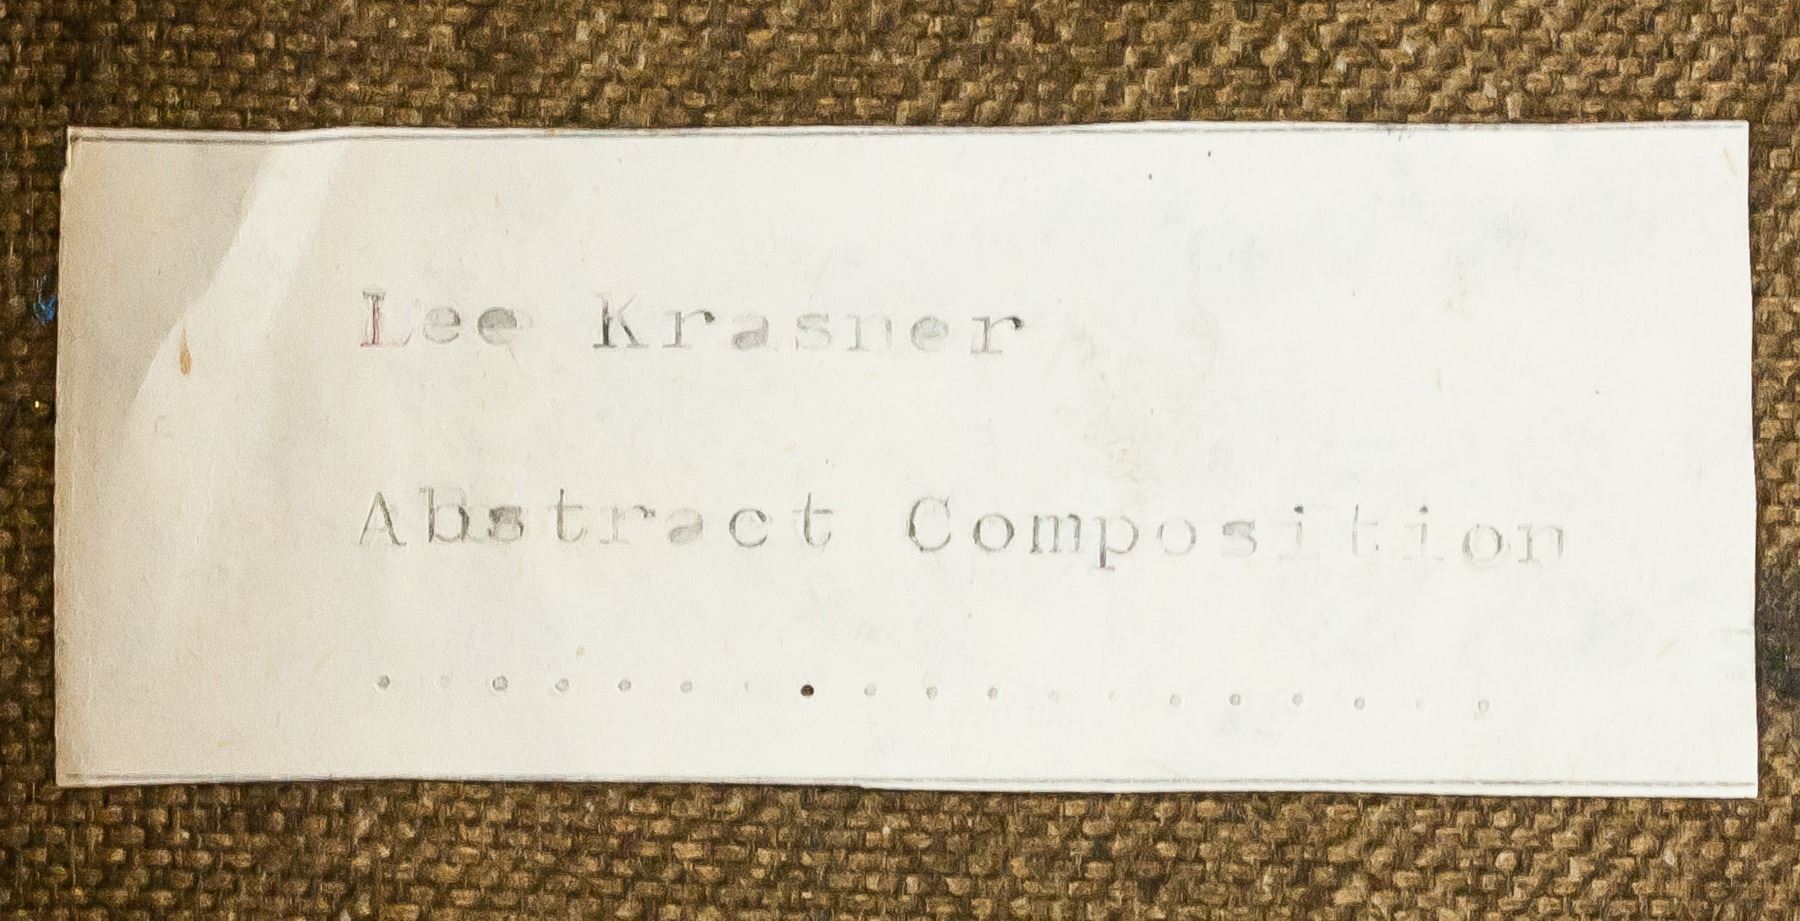 Lee Krasner
Abstract Composition
...................